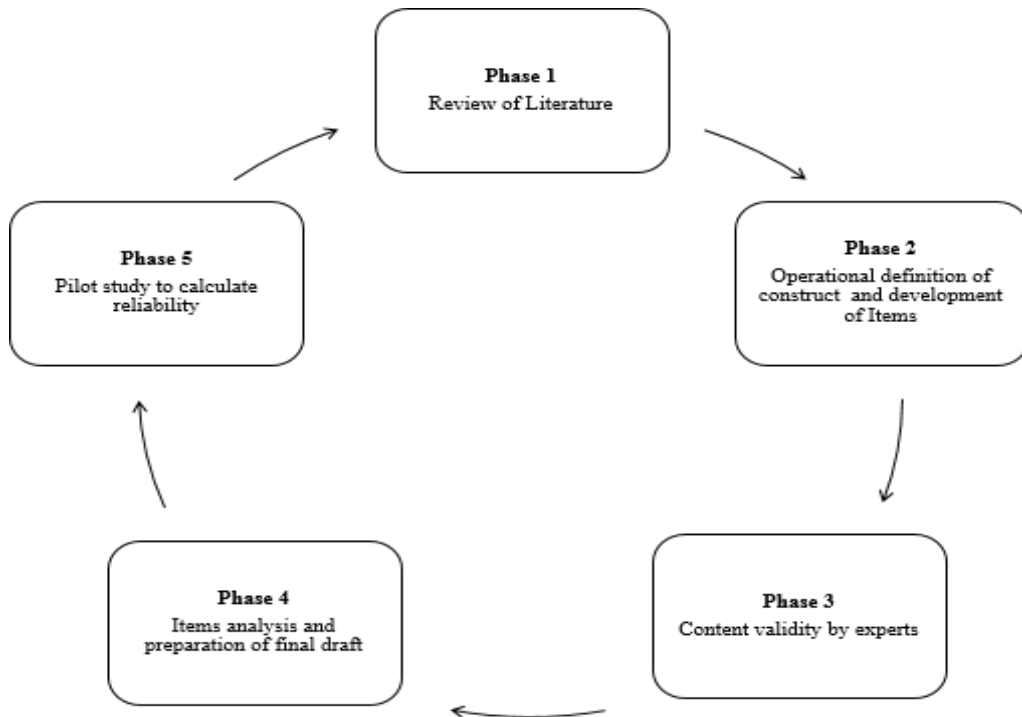 Phase 1
Review of Literature
Phase 2
Operational definition of
construct and development
of Items
Phase 3
Content validity by experts
Phase 4
Items analysis and
preparation of final draft
Phase 5
Pilot study to calculate
reliability